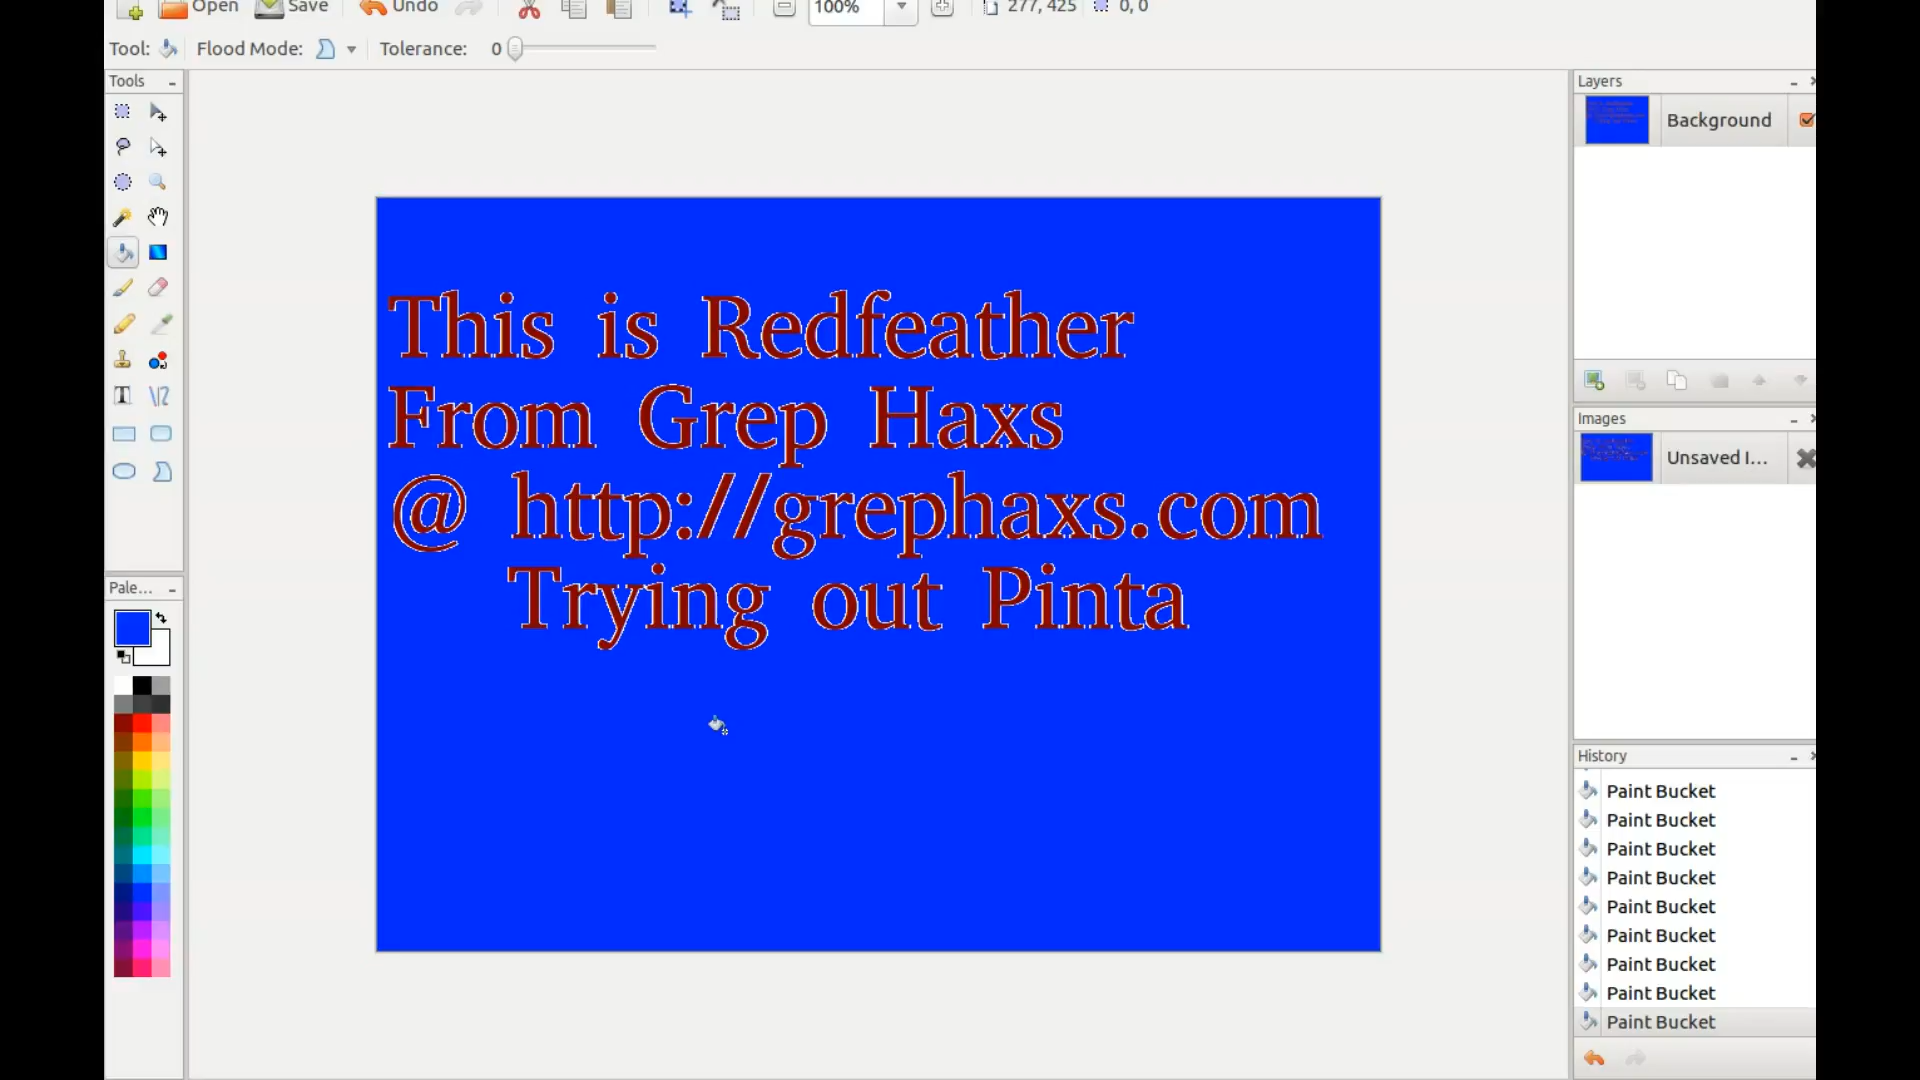 Open Save Undo 100% 277, 425 0, 0
Tool: Flood Mode: Tolerance: 0
Tools
Layers
Background
This is Redfeather
From Grep Haxs
@ http://grephaxs.com
Trying out Pinta
Images
Unsaved I...
Pale...
History
Paint Bucket
Paint Bucket
Paint Bucket
Paint Bucket
Paint Bucket
Paint Bucket
Paint Bucket
Paint Bucket
Paint Bucket